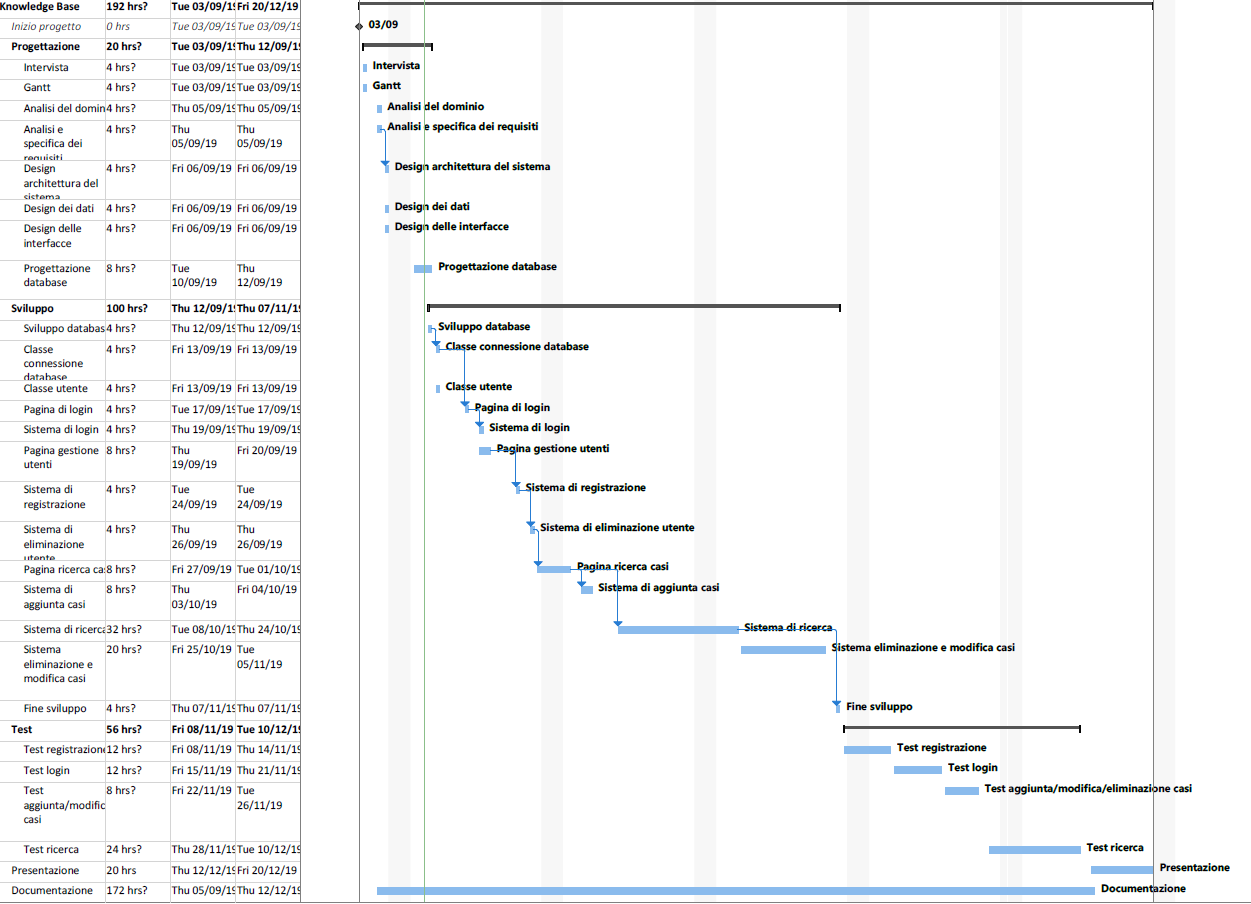 Knowledge Base 192 hrs? Tue 03/09/19 Fri 20/12/19
Inizio progetto 0 hrs Tue 03/09/19 Tue 03/09/19 03/09
Progettazione 20 hrs? Tue 03/09/19 Thu 12/09/19
Intervista 4 hrs? Tue 03/09/19 Tue 03/09/19 Intervista
Gantt 4 hrs? Tue 03/09/19 Tue 03/09/19 Gantt
Analisi del domin 4 hrs? Thu 05/09/19 Thu 05/09/19 Analisi del dominio
Analisi e 4 hrs? Thu Thu Analisi e specifica dei requisiti
specifica dei 05/09/19 05/09/19
requisiti
Design 4 hrs? Fri 06/09/19 Fri 06/09/19 Design architettura del sistema
architettura del
sistema
Design dei dati 4 hrs? Fri 06/09/19 Fri 06/09/19 Design dei dati
Design delle 4 hrs? Fri 06/09/19 Fri 06/09/19 Design delle interfacce
interfacce
Progettazione 8 hrs? Tue Thu Progettazione database
database 10/09/19 12/09/19
Sviluppo 100 hrs? Thu 12/09/19 Thu 07/11/19
Sviluppo databas 4 hrs? Thu 12/09/19 Thu 12/09/19 Sviluppo database
Classe 4 hrs? Fri 13/09/19 Fri 13/09/19 Classe connessione database
connessione
database
Classe utente 4 hrs? Fri 13/09/19 Fri 13/09/19 Classe utente
Pagina di login 4 hrs? Tue 17/09/19 Tue 17/09/19 Pagina di login
Sistema di login 4 hrs? Thu 19/09/19 Thu 19/09/19 Sistema di login
Pagina gestione 8 hrs? Thu Fri 20/09/19 Pagina gestione utenti
utenti 19/09/19
Sistema di 4 hrs? Tue Tue Sistema di registrazione
registrazione 24/09/19 24/09/19
Sistema di 4 hrs? Thu Thu Sistema di eliminazione utente
eliminazione 26/09/19 26/09/19
utente
Pagina ricerca cas 8 hrs? Fri 27/09/19 Tue 01/10/19 Pagina ricerca casi
Sistema di 8 hrs? Thu Fri 04/10/19 Sistema di aggiunta casi
aggiunta casi 03/10/19
Sistema di ricerca 32 hrs? Tue 08/10/19 Thu 24/10/19 Sistema di ricerca
Sistema 20 hrs? Fri 25/10/19 Tue Sistema eliminazione e modifica casi
eliminazione e 05/11/19
modifica casi
Fine sviluppo 4 hrs? Thu 07/11/19 Thu 07/11/19 Fine sviluppo
Test 56 hrs? Fri 08/11/19 Tue 10/12/19
Test registrazione 12 hrs? Fri 08/11/19 Thu 14/11/19 Test registrazione
Test login 12 hrs? Fri 15/11/19 Thu 21/11/19 Test login
Test 8 hrs? Fri 22/11/19 Tue Test aggiunta/modifica/eliminazione casi
aggiunta/modific 26/11/19
casi
Test ricerca 24 hrs? Thu 28/11/19 Tue 10/12/19 Test ricerca
Presentazione 20 hrs Thu 12/12/19 Fri 20/12/19 Presentazione
Documentazione 172 hrs? Thu 05/09/19 Thu 12/12/19 Documentazione